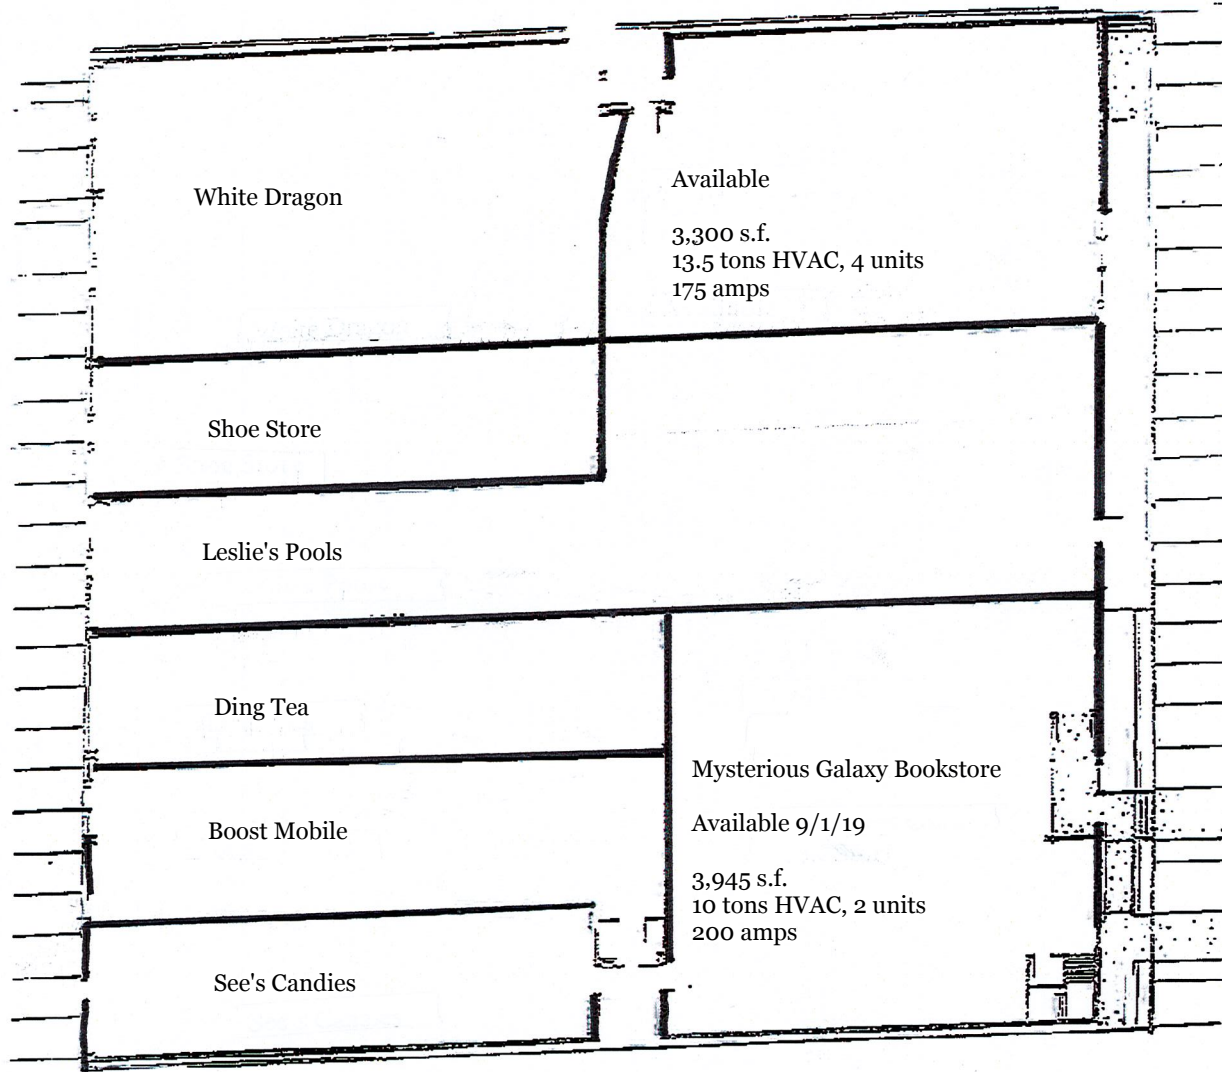 White Dragon
Available
3,300 s.f.
13.5 tons HVAC, 4 units
175 amps
Shoe Store
Leslie's Pools
Ding Tea
Boost Mobile
See's Candies
Mysterious Galaxy Bookstore
Available 9/1/19
3,945 s.f.
10 tons HVAC, 2 units
200 amps